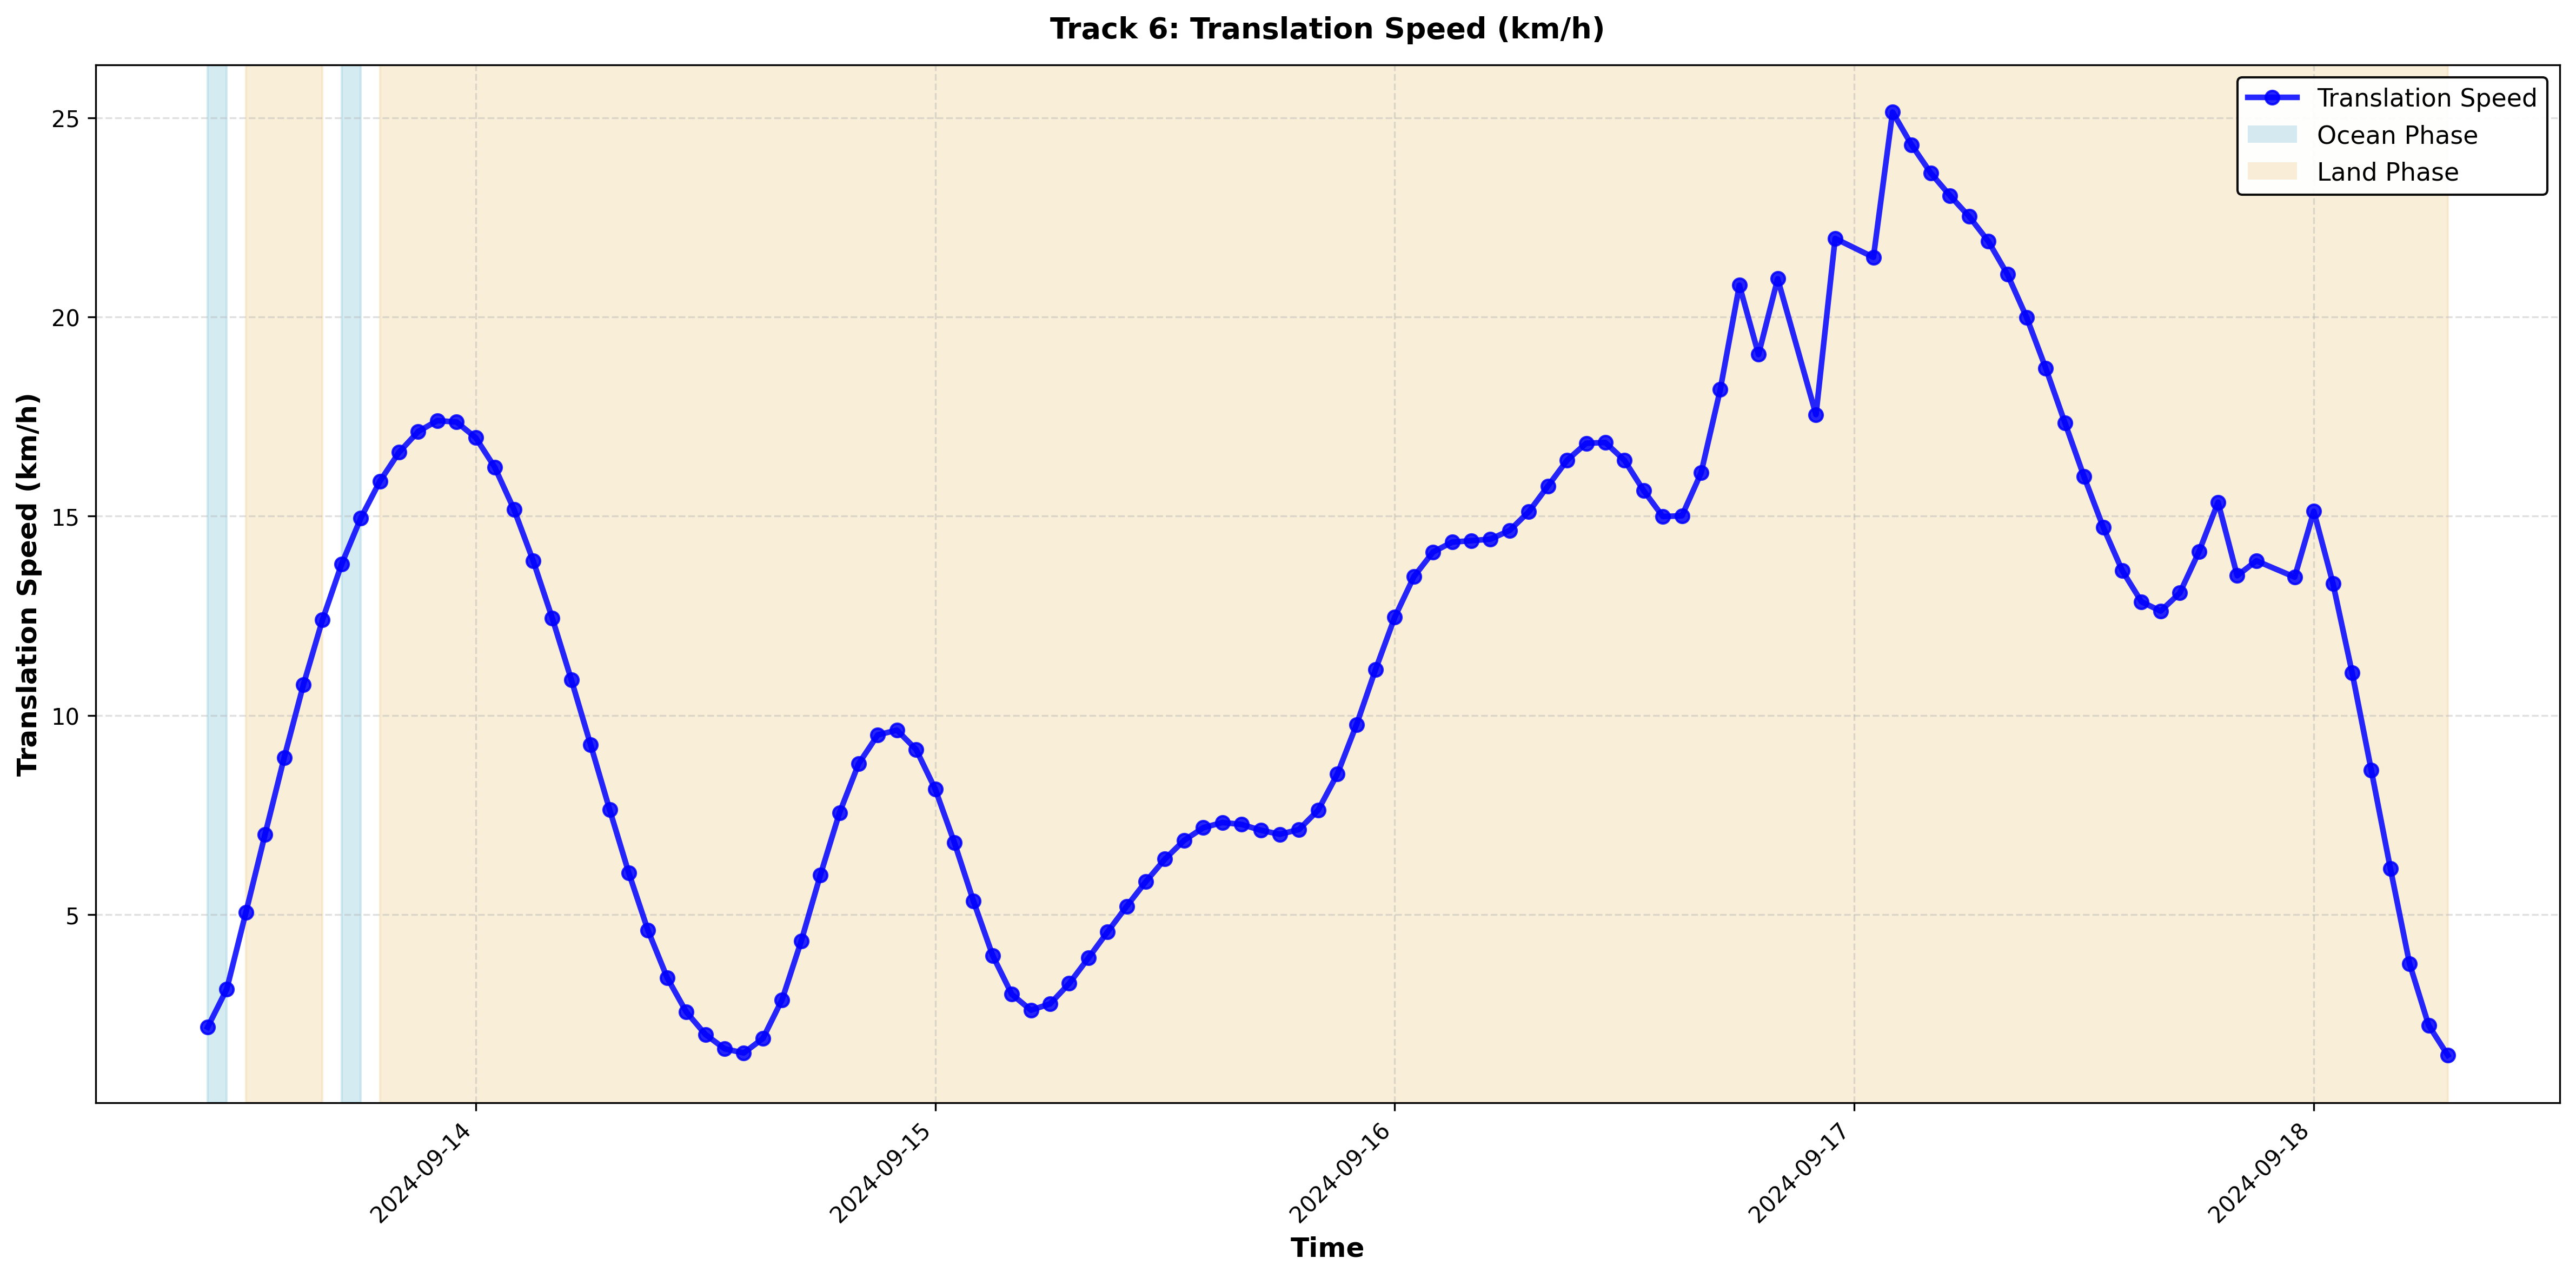 Track 6: Translation Speed (km/h)
Translation Speed
Ocean Phase
Land Phase
Translation Speed (km/h)
25
20
15
10
5
2024-09-14
2024-09-15
2024-09-16
2024-09-17
2024-09-18
Time